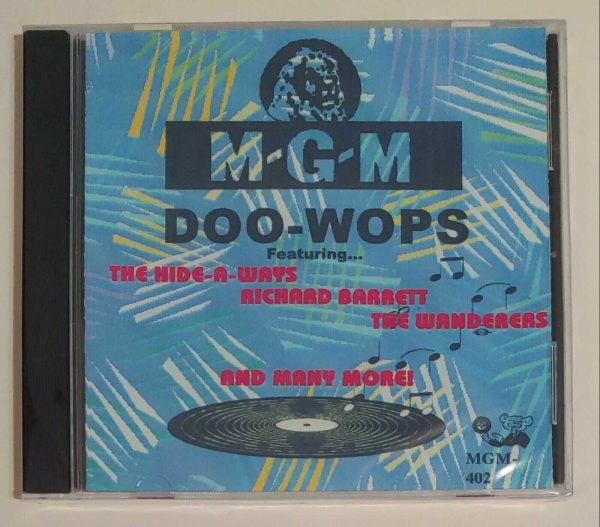 M-G-M
DOO-WOPS
Featuring...
THE HIDE-A-WAYS
RICHARD BARRETT
THE WANDERERS
AND MANY MORE!
MGM-
402